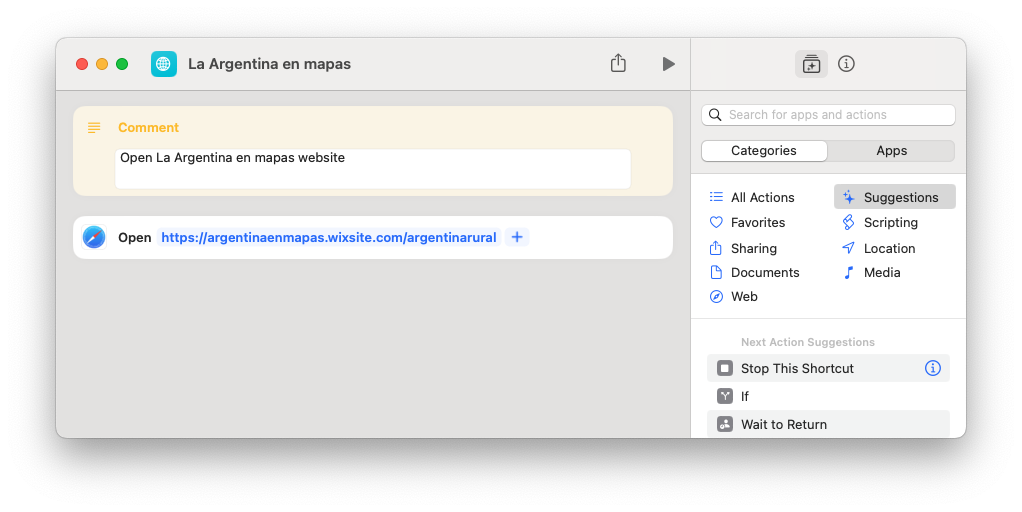 La Argentina en mapas
Comment
Open La Argentina en mapas website
Open https://argentinaenmapas.wixsite.com/argentinarural +
Search for apps and actions
Categories Apps
All Actions Suggestions
Favorites Scripting
Sharing Location
Documents Media
Web
Next Action Suggestions
Stop This Shortcut
If
Wait to Return